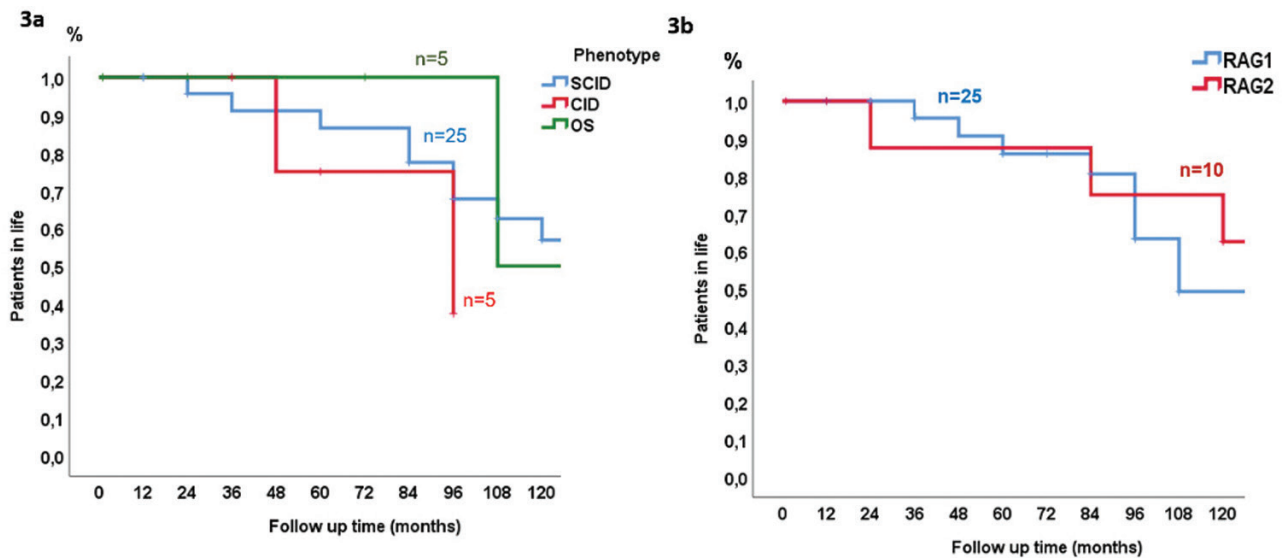 3a
%
n=5
Phenotype
SCID
CID
OS
n=25
n=5
1,0
0,9
0,8
0,7
0,6
0,5
0,4
0,3
0,2
0,1
0,0
Patients in life
0 12 24 36 48 60 72 84 96 108 120
Follow up time (months)
3b
%
RAG1
RAG2
n=25
n=10
1,0
0,9
0,8
0,7
0,6
0,5
0,4
0,3
0,2
0,1
0,0
Patients in life
0 12 24 36 48 60 72 84 96 108 120
Follow up time (months)